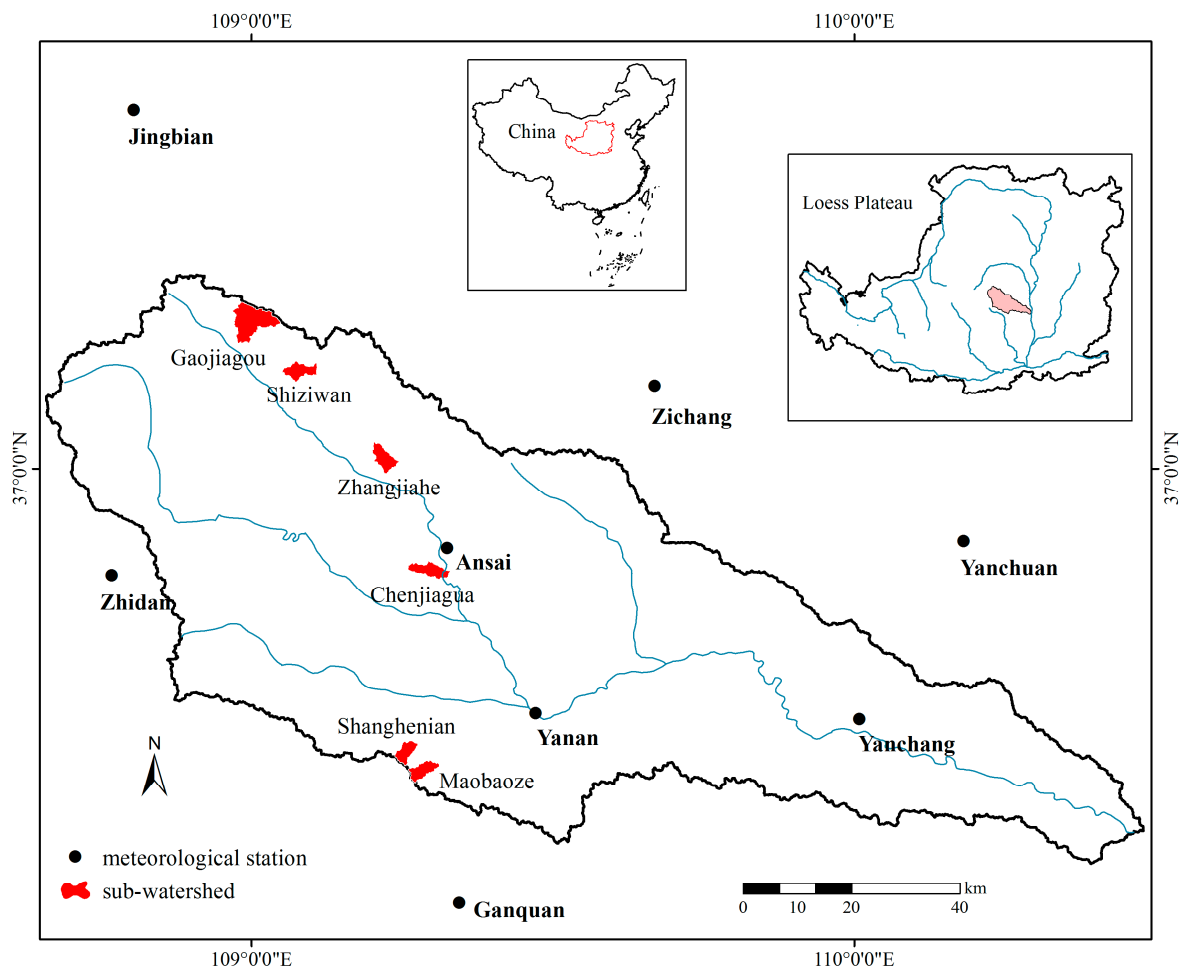 109°0'0"E
110°0'0"E
Jingbian
China
Loess Plateau
Gaojiagou
Shiziwan
Zichang
37°0'0"N
37°0'0"N
Zhangjiahe
Ansai
Yanchuan
Zhidan
Chenjiagua
Shanghenian
Yanan
Yanchang
N
Maobaoze
meteorological station
sub-watershed
km
0 10 20 40
Ganquan
109°0'0"E
110°0'0"E